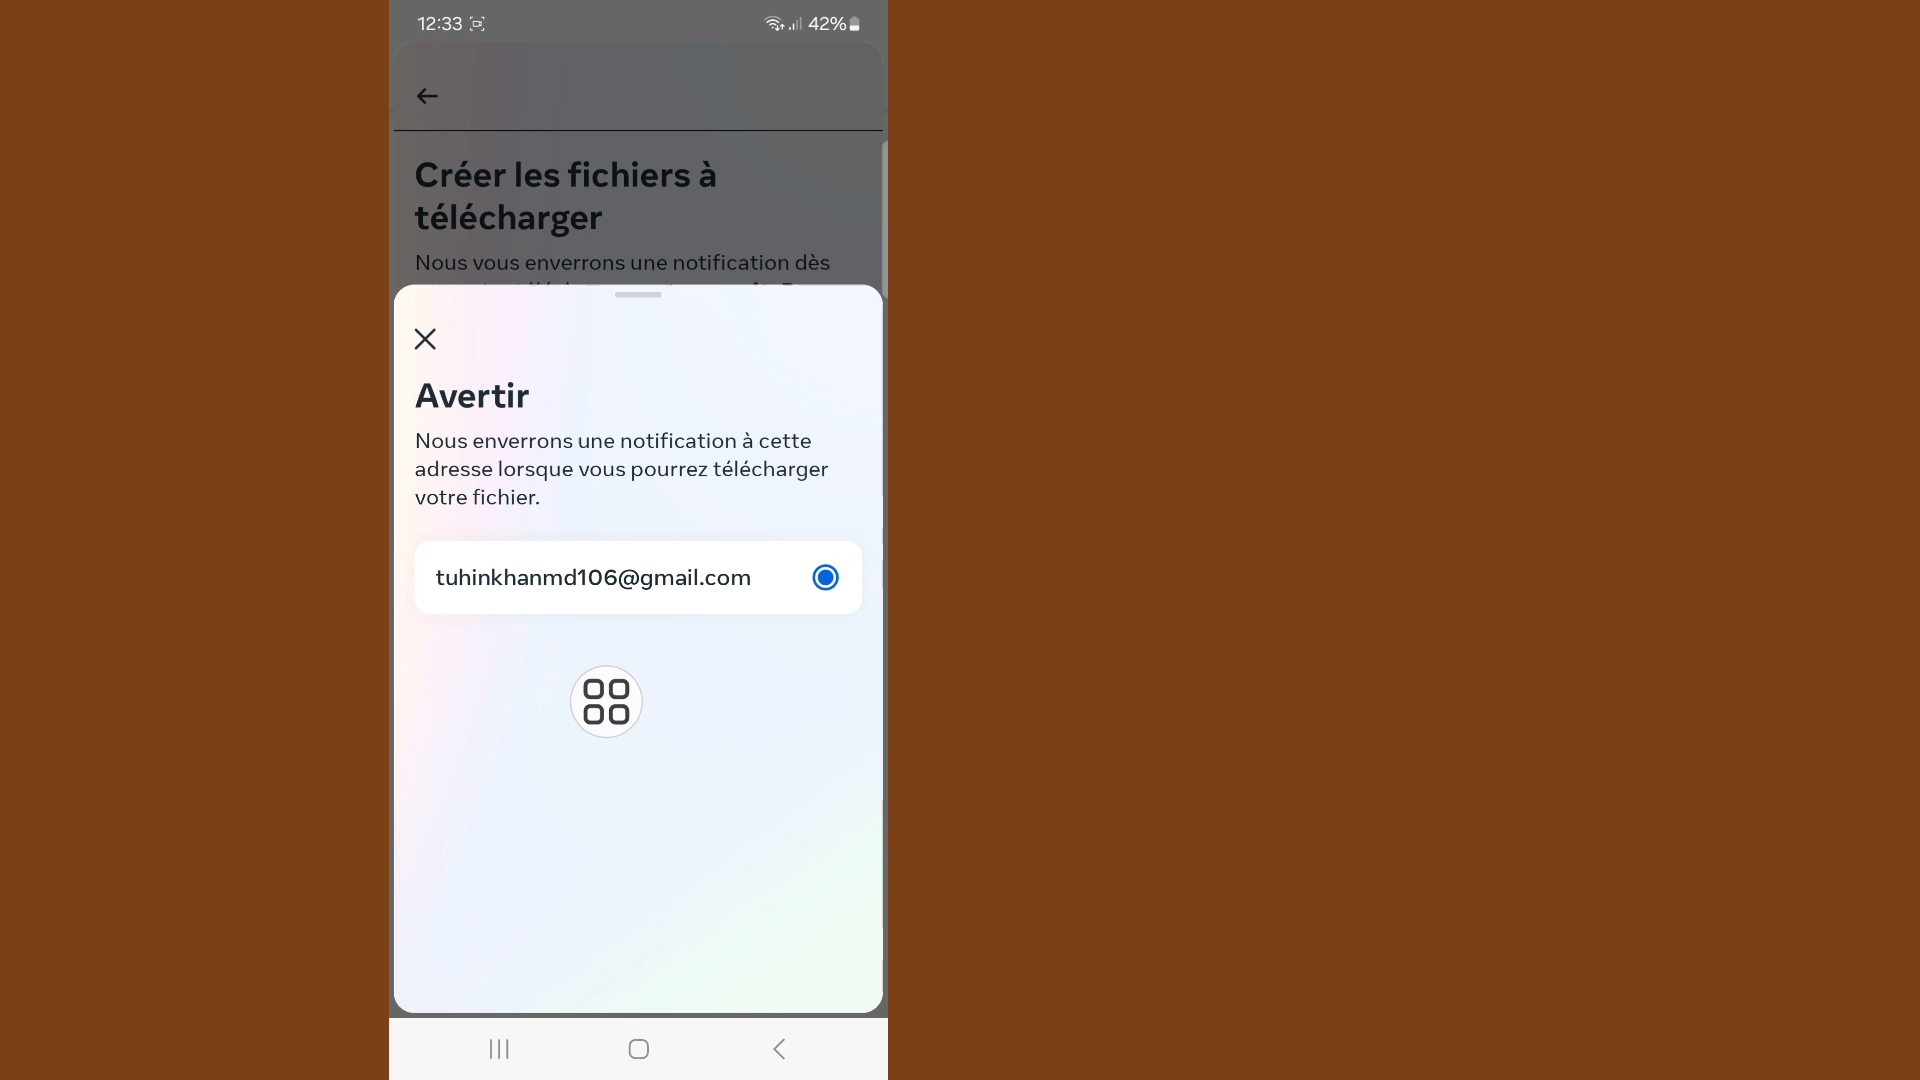 12:33
42%
Créer les fichiers à
télécharger
Nous vous enverrons une notification dès
Avertir
Nous enverrons une notification à cette
adresse lorsque vous pourrez télécharger
votre fichier.
tuhinkhanmd106@gmail.com